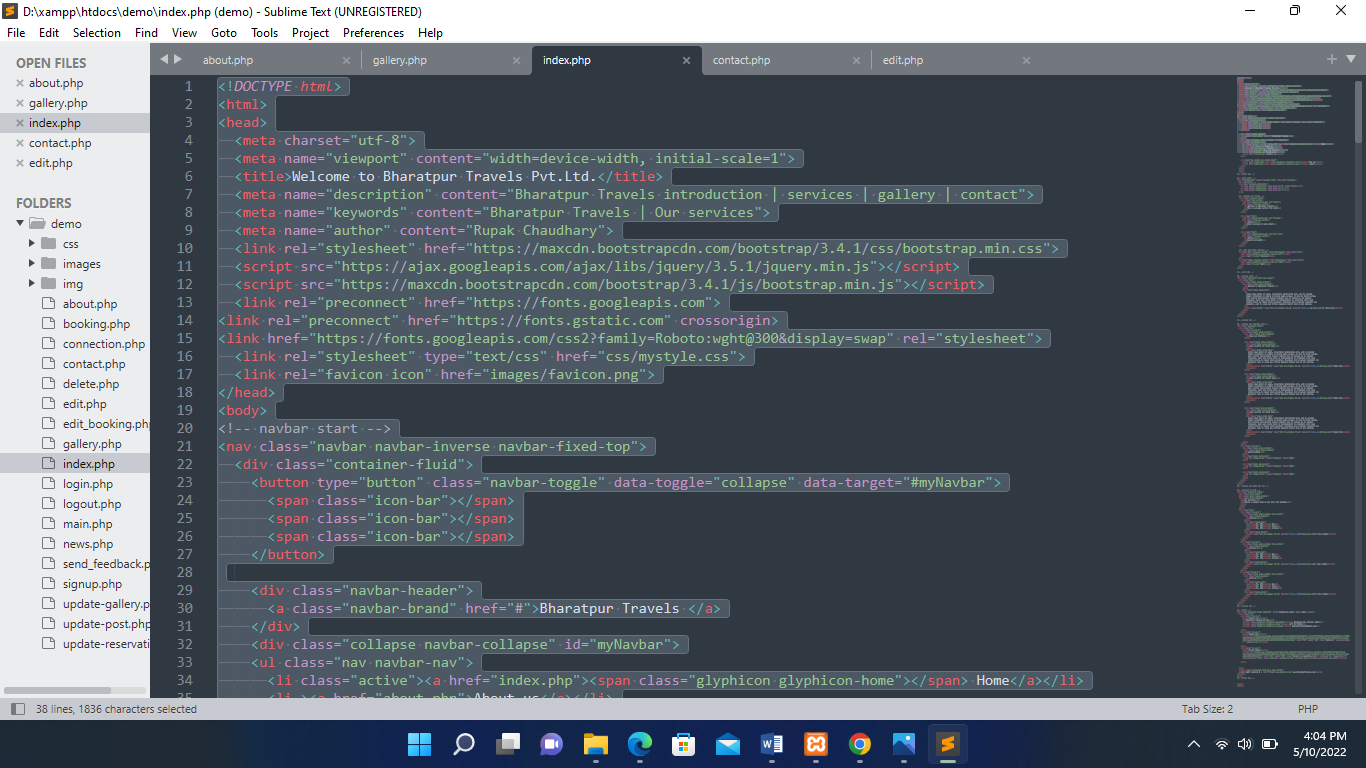 D:\xampp\htdocs\demo\index.php (demo) - Sublime Text (UNREGISTERED)
File Edit Selection Find View Goto Tools Project Preferences Help
OPEN FILES
about.php
gallery.php
index.php
contact.php
edit.php
FOLDERS
demo
css
images
img
about.php
booking.php
connection.php
contact.php
delete.php
edit.php
edit_booking.php
gallery.php
index.php
login.php
logout.php
main.php
news.php
send_feedback.p
signup.php
update-gallery.p
update-post.php
update-reservati
about.php gallery.php index.php contact.php edit.php
1 <!DOCTYPE html>
2 <html>
3 <head>
4 <meta charset="utf-8">
5 <meta name="viewport" content="width=device-width, initial-scale=1">
6 <title>Welcome to Bharatpur Travels Pvt.Ltd.</title>
7 <meta name="description" content="Bharatpur Travels introduction | services | gallery | contact">
8 <meta name="keywords" content="Bharatpur Travels | Our services">
9 <meta name="author" content="Rupak Chaudhary">
10 <link rel="stylesheet" href="https://maxcdn.bootstrapcdn.com/bootstrap/3.4.1/css/bootstrap.min.css">
11 <script src="https://ajax.googleapis.com/ajax/libs/jquery/3.5.1/jquery.min.js"></script>
12 <script src="https://maxcdn.bootstrapcdn.com/bootstrap/3.4.1/js/bootstrap.min.js"></script>
13 <link rel="preconnect" href="https://fonts.googleapis.com">
14 <link rel="preconnect" href="https://fonts.gstatic.com" crossorigin>
15 <link href="https://fonts.googleapis.com/css2?family=Roboto:wght@300&display=swap" rel="stylesheet">
16 <link rel="stylesheet" type="text/css" href="css/mystyle.css">
17 <link rel="favicon icon" href="images/favicon.png">
18 </head>
19 <body>
20 <!-- navbar start -->
21 <nav class="navbar navbar-inverse navbar-fixed-top">
22 <div class="container-fluid">
23 <button type="button" class="navbar-toggle" data-toggle="collapse" data-target="#myNavbar">
24 <span class="icon-bar"></span>
25 <span class="icon-bar"></span>
26 <span class="icon-bar"></span>
27 </button>
28
29 <div class="navbar-header">
30 <a class="navbar-brand" href="#">Bharatpur Travels </a>
31 </div>
32 <div class="collapse navbar-collapse" id="myNavbar">
33 <ul class="nav navbar-nav">
34 <li class="active"><a href="index.php"><span class="glyphicon glyphicon-home"></span> Home</a></li>
35 <li ><a href="about.php">About us</a></li>
38 lines, 1836 characters selected
Tab Size: 2 PHP
4:04 PM
5/10/2022